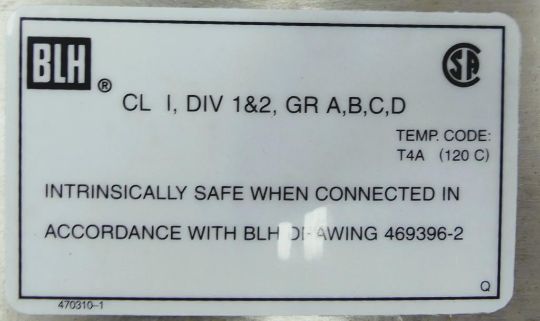 BLH ®
SA
CL I, DIV 1&2, GR A,B,C,D
TEMP. CODE:
T4A (120 C)
INTRINSICALLY SAFE WHEN CONNECTED IN
ACCORDANCE WITH BLH DRAWING 469396-2
Q
470310-1